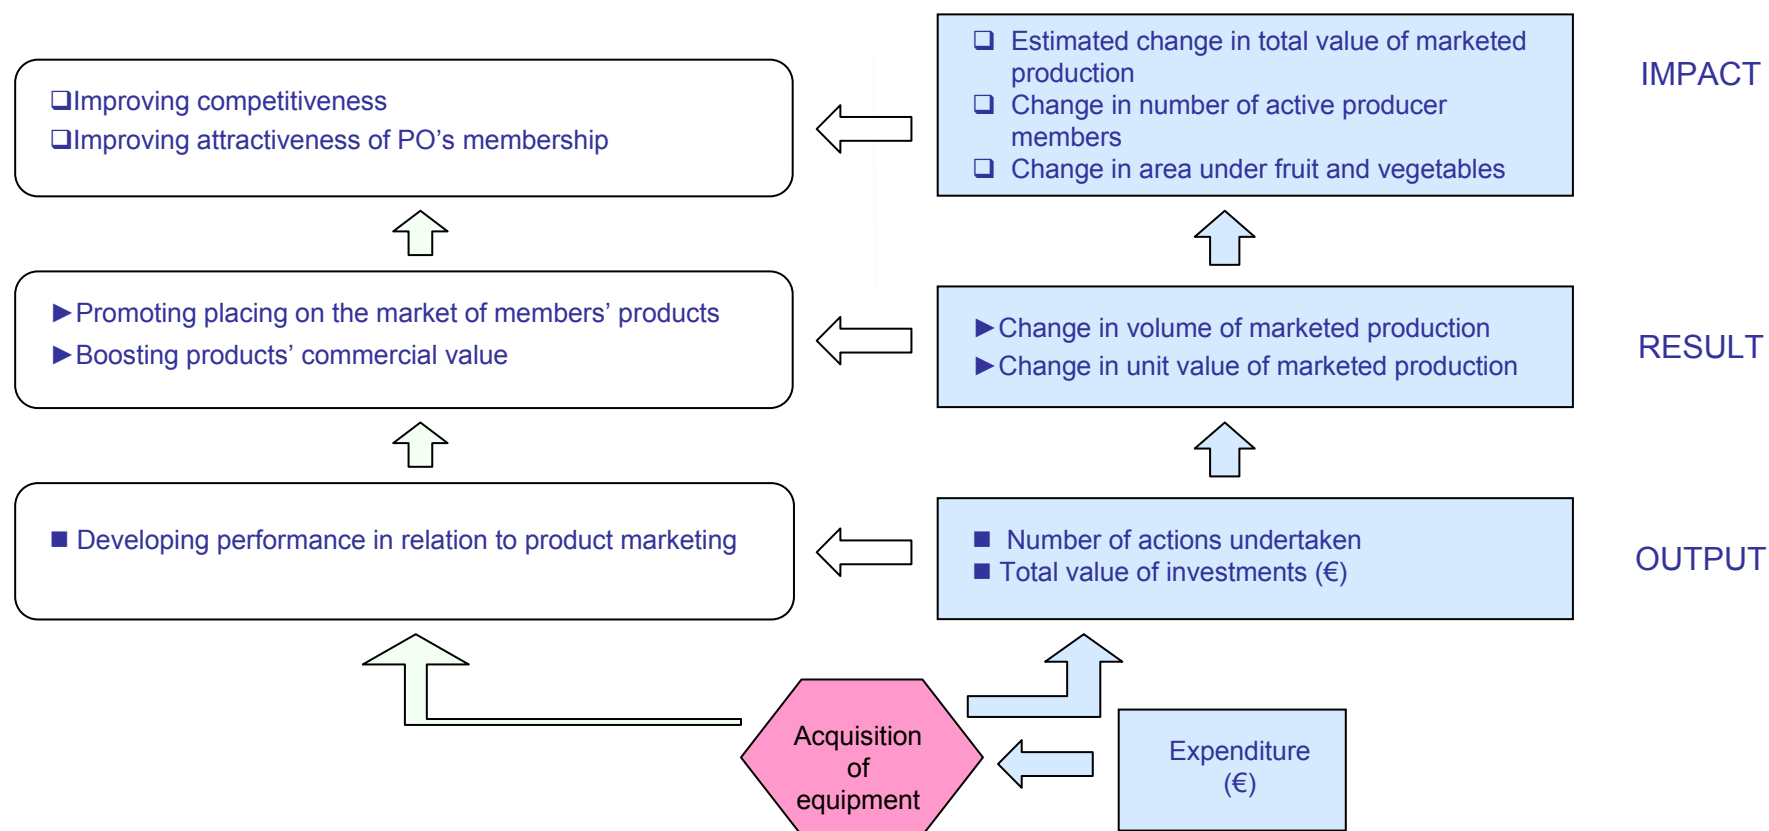 ❑Improving competitiveness
❑Improving attractiveness of PO’s membership
❑ Estimated change in total value of marketed
production
❑ Change in number of active producer
members
❑ Change in area under fruit and vegetables
IMPACT
►Promoting placing on the market of members’ products
►Boosting products’ commercial value
►Change in volume of marketed production
►Change in unit value of marketed production
RESULT
■ Developing performance in relation to product marketing
■ Number of actions undertaken
■ Total value of investments (€)
OUTPUT
Acquisition
of
equipment
Expenditure
(€)